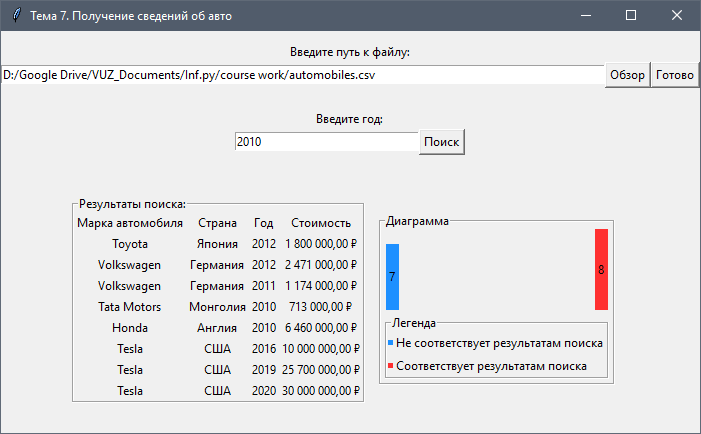 Тема 7. Получение сведений об авто
Введите путь к файлу:
D:/Google Drive/VUZ_Documents/Inf.py/course work/automobiles.csv Обзор Готово
Введите год:
2010 Поиск
Результаты поиска:
Марка автомобиля Страна Год Стоимость
Toyota Япония 2012 1 800 000,00 ₽
Volkswagen Германия 2012 2 471 000,00 ₽
Volkswagen Германия 2011 1 174 000,00 ₽
Tata Motors Монголия 2010 713 000,00 ₽
Honda Англия 2010 6 460 000,00 ₽
Tesla США 2016 10 000 000,00 ₽
Tesla США 2019 25 700 000,00 ₽
Tesla США 2020 30 000 000,00 ₽
Диаграмма
7 8
Легенда
Не соответствует результатам поиска
Соответствует результатам поиска